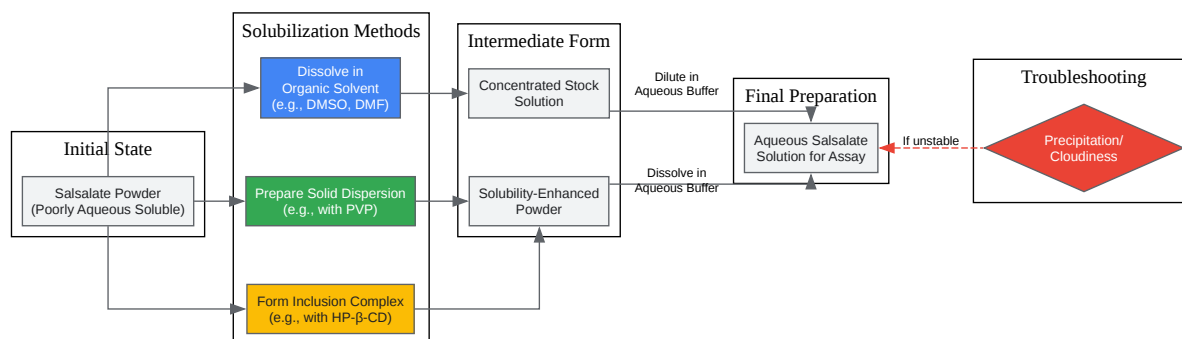 Initial State
Salsalate Powder
(Poorly Aqueous Soluble)
Solubilization Methods
Dissolve in
Organic Solvent
(e.g., DMSO, DMF)
Prepare Solid Dispersion
(e.g., with PVP)
Form Inclusion Complex
(e.g., with HP-β-CD)
Intermediate Form
Concentrated Stock
Solution
Solubility-Enhanced
Powder
Dilute in
Aqueous Buffer
Dissolve in
Aqueous Buffer
Final Preparation
Aqueous Salsalate
Solution for Assay
If unstable
Troubleshooting
Precipitation/
Cloudiness